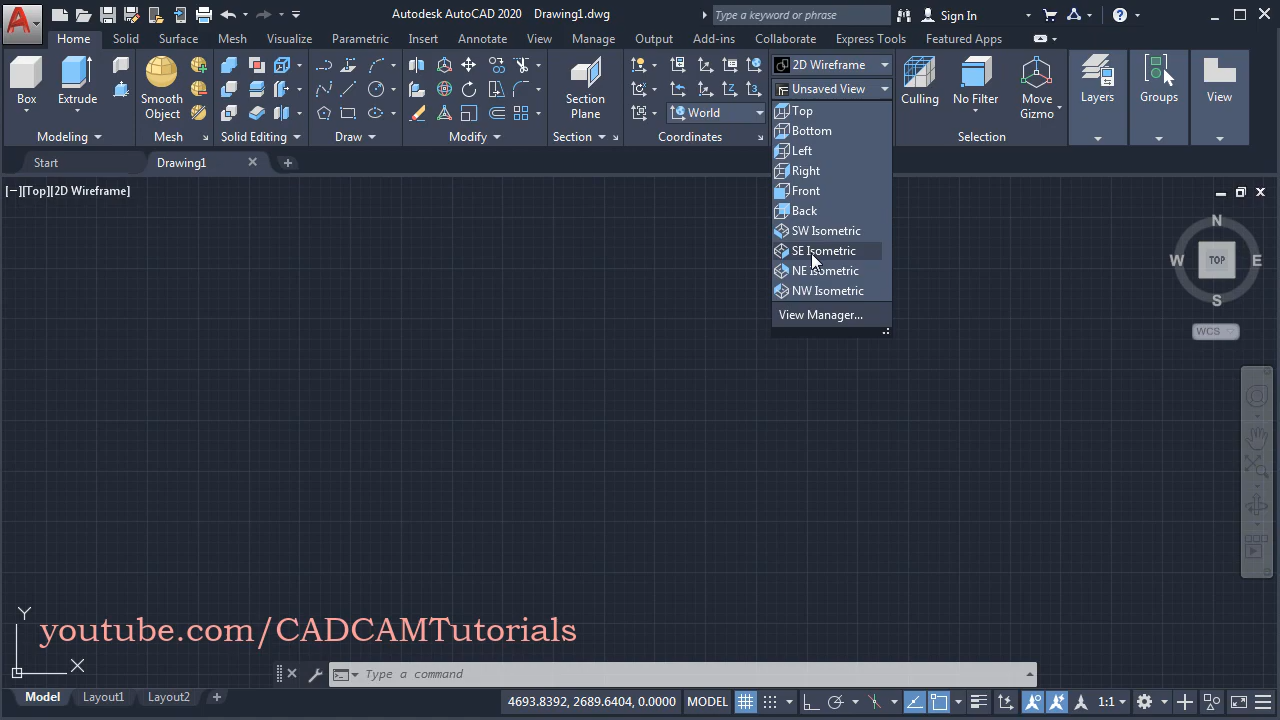 Autodesk AutoCAD 2020 Drawing1.dwg
Type a keyword or phrase
Sign In
Home Solid Surface Mesh Visualize Parametric Insert Annotate View Manage Output Add-ins Collaborate Express Tools Featured Apps
2D Wireframe
Unsaved View
World
Box
Extrude
Smooth
Object
Section
Plane
Culling
No Filter
Move
Gizmo
Layers
Groups
View
Modeling
Mesh
Solid Editing
Draw
Modify
Section
Coordinates
Selection
Top
Bottom
Left
Right
Front
Back
SW Isometric
SE Isometric
NE Isometric
NW Isometric
View Manager...
Start
Drawing1
[−][Top][2D Wireframe]
N
W
TOP
E
S
WCS
Y
X
youtube.com/CADCAMTutorials
Type a command
Model
Layout1
Layout2
4693.8392, 2689.6404, 0.0000
MODEL
1:1